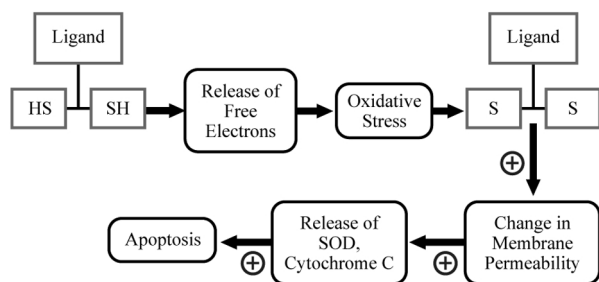 Ligand
HS
SH
Release of
Free
Electrons
Oxidative
Stress
Ligand
S
S
+
Change in
Membrane
Permeability
+
Release of
SOD,
Cytochrome C
+
Apoptosis